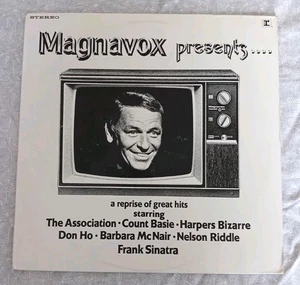 STEREO
Magnavox presents....
Magnavox
a reprise of great hits
starring
The Association · Count Basie · Harpers Bizarre
Don Ho · Barbara McNair · Nelson Riddle
Frank Sinatra